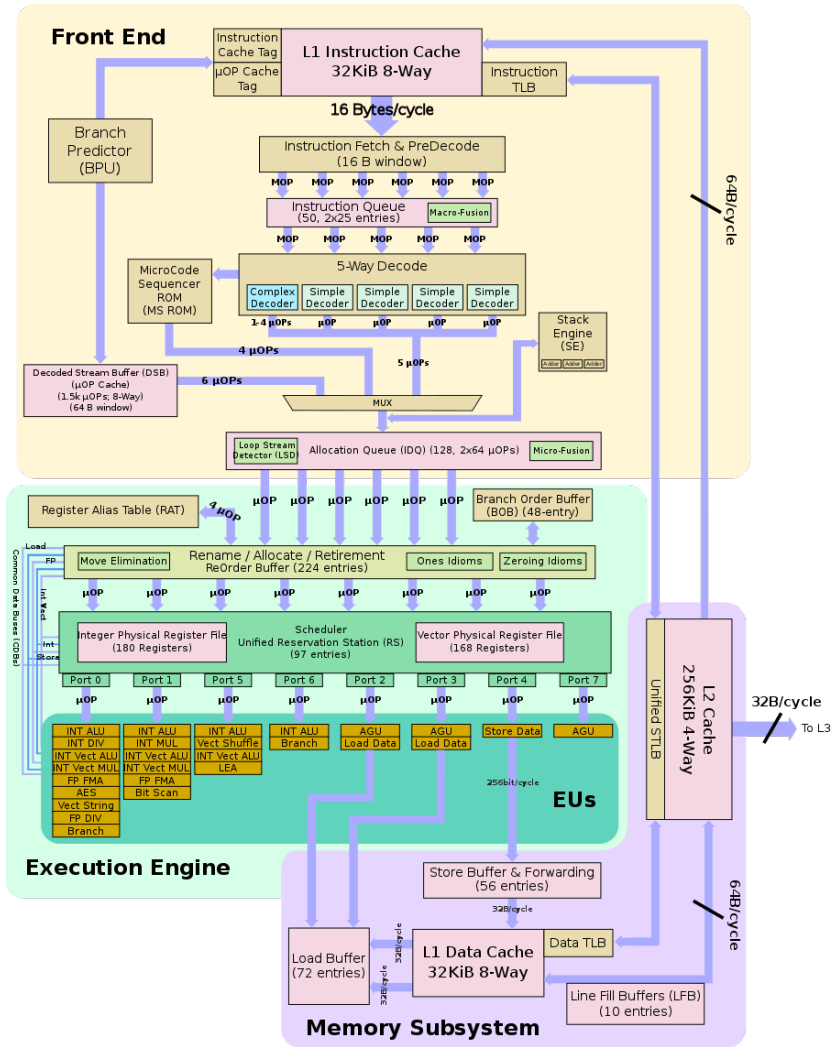 Front End
Instruction
Cache Tag
L1 Instruction Cache
32KiB 8-Way
µOP Cache
Tag
Instruction
TLB
16 Bytes/cycle
Branch
Predictor
(BPU)
Instruction Fetch & PreDecode
(16 B window)
MOP MOP MOP MOP MOP MOP
Instruction Queue
(50, 2x25 entries)
Macro-Fusion
MOP MOP MOP MOP MOP
64B/cycle
MicroCode
Sequencer
ROM
(MS ROM)
5-Way Decode
Complex
Decoder
Simple
Decoder
Simple
Decoder
Simple
Decoder
Simple
Decoder
1-4 µOPs µOP µOP µOP µOP
Stack
Engine
(SE)
Adder Adder Adder
4 µOPs
5 µOPs
Decoded Stream Buffer (DSB)
(µOP Cache)
(1.5k µOPs; 8-Way)
(64 B window)
6 µOPs
MUX
Loop Stream
Detector (LSD)
Allocation Queue (IDQ) (128, 2x64 µOPs)
Micro-Fusion
µOP µOP µOP µOP µOP µOP
Register Alias Table (RAT)
4 µOP
Branch Order Buffer
(BOB) (48-entry)
Rename / Allocate / Retirement
ReOrder Buffer (224 entries)
Move Elimination
Ones Idioms
Zeroing Idioms
Load
FP
Common Data Buses (CDBs)
Int Vect
Int
Store
µOP µOP µOP µOP µOP µOP µOP
Scheduler
Unified Reservation Station (RS)
(97 entries)
Integer Physical Register File
(180 Registers)
Vector Physical Register File
(168 Registers)
Port 0 Port 1 Port 5 Port 6 Port 2 Port 3 Port 4 Port 7
µOP µOP µOP µOP µOP µOP µOP µOP
INT ALU
INT DIV
INT Vect ALU
INT Vect MUL
FP FMA
AES
Vect String
FP DIV
Branch
INT ALU
INT MUL
INT Vect ALU
INT Vect MUL
FP FMA
Bit Scan
INT ALU
Vect Shuffle
INT Vect ALU
LEA
INT ALU
Branch
AGU
Load Data
AGU
Load Data
Store Data
AGU
256bit/cycle
EUs
Execution Engine
Unified STLB
L2 Cache
256KiB 4-Way
32B/cycle
To L3
Store Buffer & Forwarding
(56 entries)
32B/cycle
64B/cycle
Load Buffer
(72 entries)
32B/cycle
32B/cycle
L1 Data Cache
32KiB 8-Way
Data TLB
Line Fill Buffers (LFB)
(10 entries)
Memory Subsystem